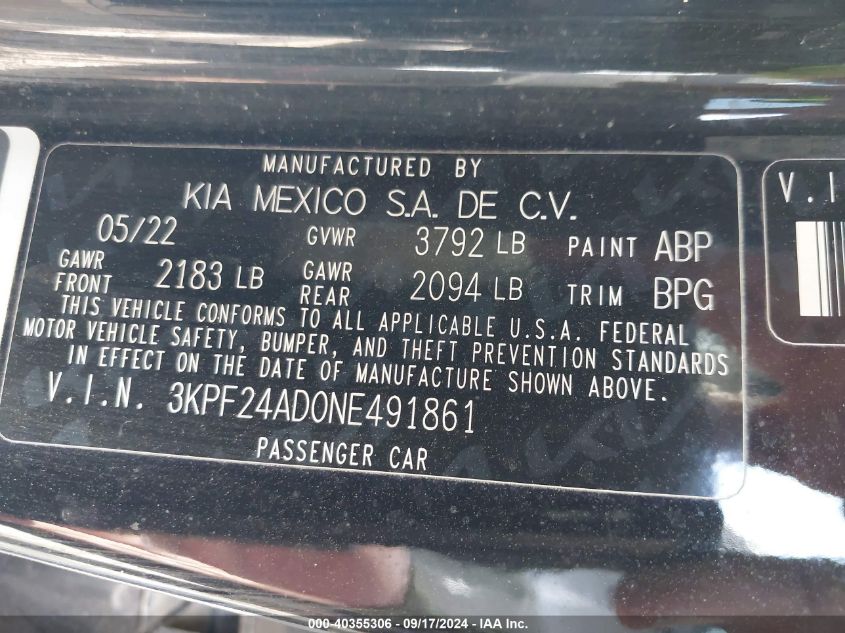 MANUFACTURED BY
KIA MEXICO S.A. DE C.V.
05/22 GVWR 3792 LB PAINT ABP
GAWR FRONT 2183 LB GAWR REAR 2094 LB TRIM BPG
THIS VEHICLE CONFORMS TO ALL APPLICABLE U.S.A. FEDERAL
MOTOR VEHICLE SAFETY, BUMPER, AND THEFT PREVENTION STANDARDS
IN EFFECT ON THE DATE OF MANUFACTURE SHOWN ABOVE.
V.I.N. 3KPF24AD0NE491861
PASSENGER CAR
V.I
000-40355306 - 09/17/2024 - IAA Inc.